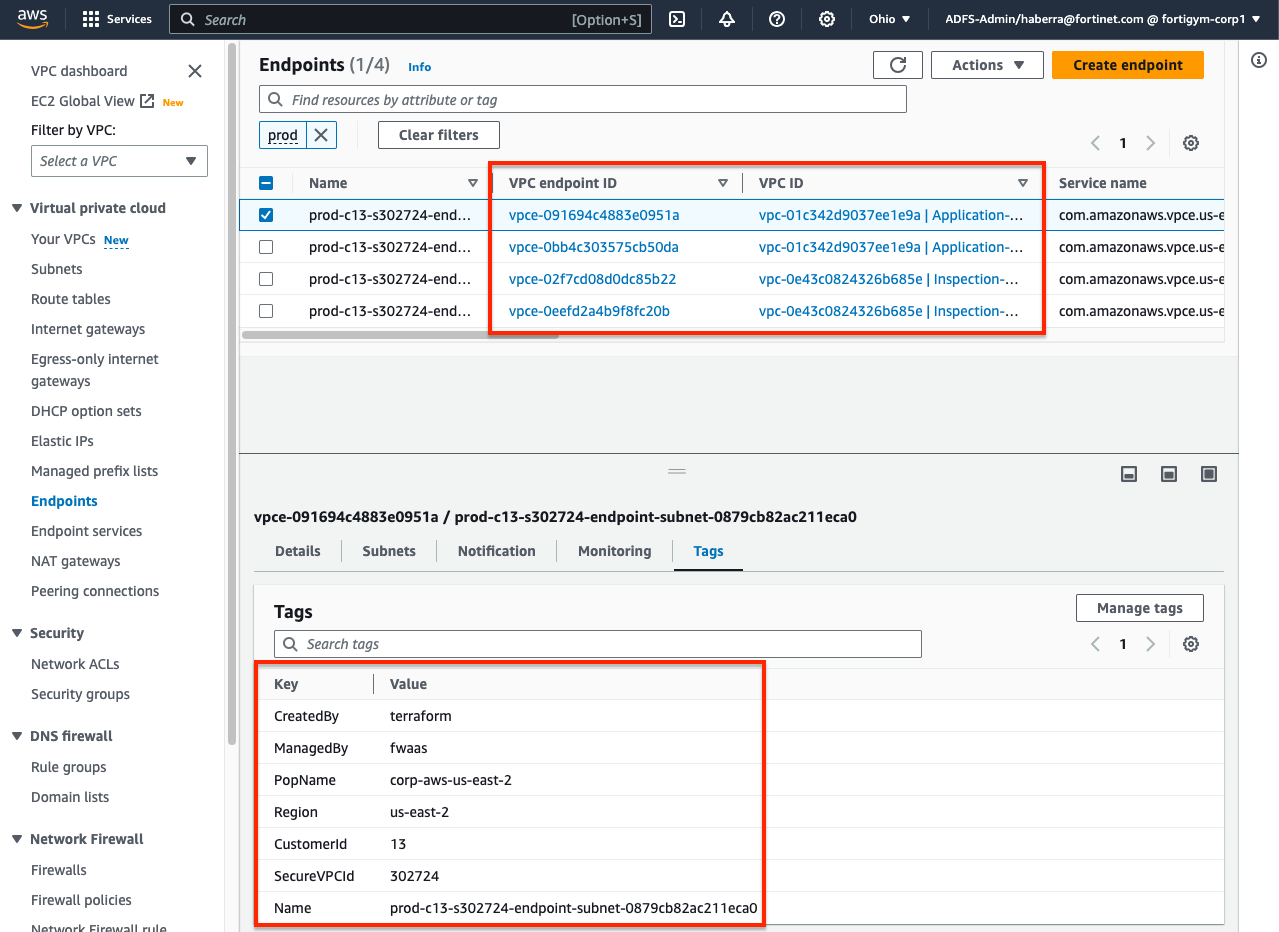 aws Services Search [Option+S] Ohio ADFS-Admin/haberra@fortinet.com @ fortigym-corp1
VPC dashboard
EC2 Global View New
Filter by VPC:
Select a VPC
Virtual private cloud
Your VPCs New
Subnets
Route tables
Internet gateways
Egress-only internet
gateways
DHCP option sets
Elastic IPs
Managed prefix lists
Endpoints
Endpoint services
NAT gateways
Peering connections
Security
Network ACLs
Security groups
DNS firewall
Rule groups
Domain lists
Network Firewall
Firewalls
Firewall policies
Network Firewall rule
Endpoints (1/4) Info Actions Create endpoint
Find resources by attribute or tag
prod Clear filters 1
Name VPC endpoint ID VPC ID Service name
prod-c13-s302724-end... vpce-091694c4883e0951a vpc-01c342d9037ee1e9a | Application-... com.amazonaws.vpce.us-e
prod-c13-s302724-end... vpce-0bb4c303575cb50da vpc-01c342d9037ee1e9a | Application-... com.amazonaws.vpce.us-e
prod-c13-s302724-end... vpce-02f7cd08d0dc85b22 vpc-0e43c0824326b685e | Inspection-... com.amazonaws.vpce.us-e
prod-c13-s302724-end... vpce-0eefd2a4b9f8fc20b vpc-0e43c0824326b685e | Inspection-... com.amazonaws.vpce.us-e
vpce-091694c4883e0951a / prod-c13-s302724-endpoint-subnet-0879cb82ac211eca0
Details Subnets Notification Monitoring Tags
Tags Manage tags
Search tags 1
Key Value
CreatedBy terraform
ManagedBy fwaas
PopName corp-aws-us-east-2
Region us-east-2
CustomerId 13
SecureVPCId 302724
Name prod-c13-s302724-endpoint-subnet-0879cb82ac211eca0